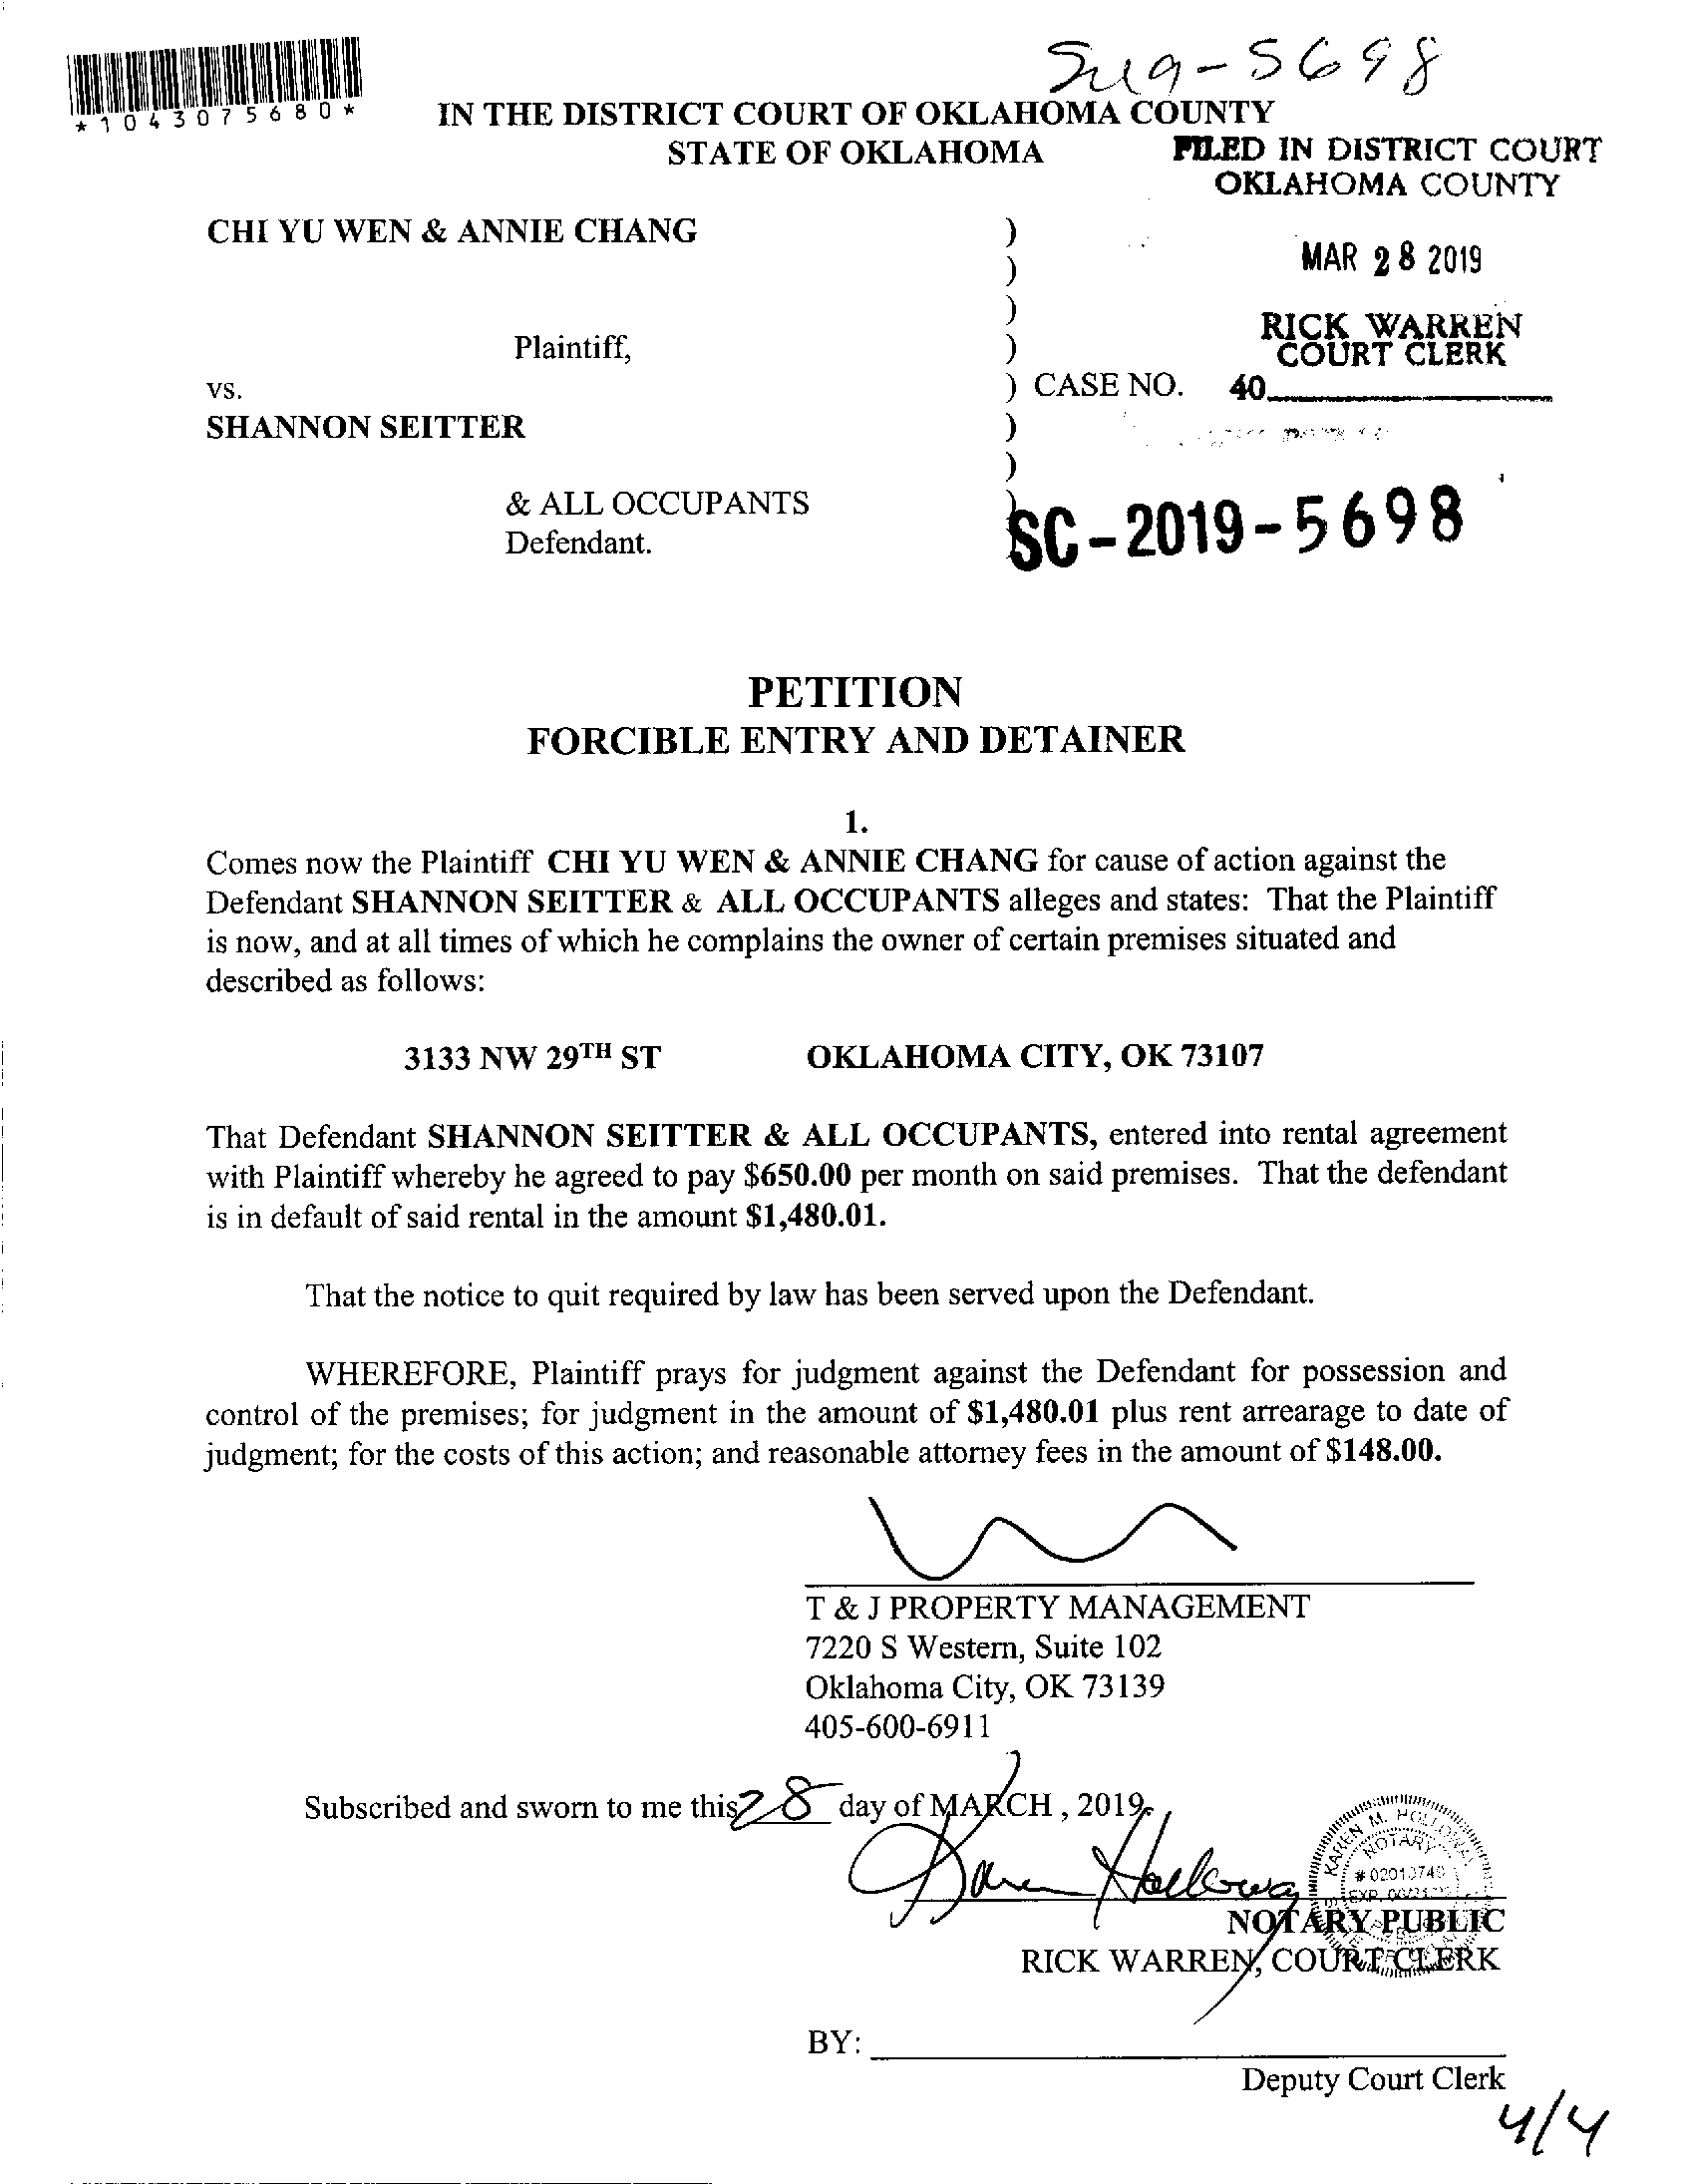 *1043075680*
5698
IN THE DISTRICT COURT OF OKLAHOMA COUNTY
STATE OF OKLAHOMA
FILED IN DISTRICT COURT
OKLAHOMA COUNTY
CHI YU WEN & ANNIE CHANG )
MAR 28 2019
)
)
RICK WARREN
Plaintiff, )
COURT CLERK
vs. ) CASE NO. 40
SHANNON SEITTER )
)
& ALL OCCUPANTS )
Defendant.
SC-2019-5698
PETITION
FORCIBLE ENTRY AND DETAINER
1.
Comes now the Plaintiff CHI YU WEN & ANNIE CHANG for cause of action against the
Defendant SHANNON SEITTER & ALL OCCUPANTS alleges and states: That the Plaintiff
is now, and at all times of which he complains the owner of certain premises situated and
described as follows:
3133 NW 29TH ST OKLAHOMA CITY, OK 73107
That Defendant SHANNON SEITTER & ALL OCCUPANTS, entered into rental agreement
with Plaintiff whereby he agreed to pay $650.00 per month on said premises. That the defendant
is in default of said rental in the amount $1,480.01.
That the notice to quit required by law has been served upon the Defendant.
WHEREFORE, Plaintiff prays for judgment against the Defendant for possession and
control of the premises; for judgment in the amount of $1,480.01 plus rent arrearage to date of
judgment; for the costs of this action; and reasonable attorney fees in the amount of $148.00.
T & J PROPERTY MANAGEMENT
7220 S Western, Suite 102
Oklahoma City, OK 73139
405-600-6911
Subscribed and sworn to me this 28 day of MARCH , 2019.
Karen Holloway
KAREN M. HOLLOWAY
NOTARY
NOTARY PUBLIC
RICK WARREN, COURT CLERK
BY:
Deputy Court Clerk
4/4